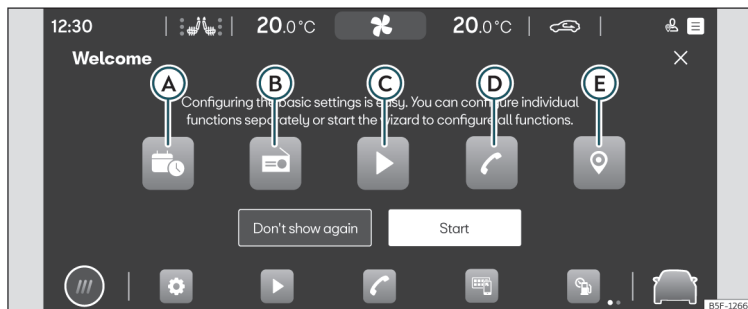 12:30 20.0°C 20.0°C
Welcome
A B C D E
Configuring the basic settings is easy. You can configure individual
functions separately or start the wizard to configure all functions.
Don't show again Start
B5F-1266